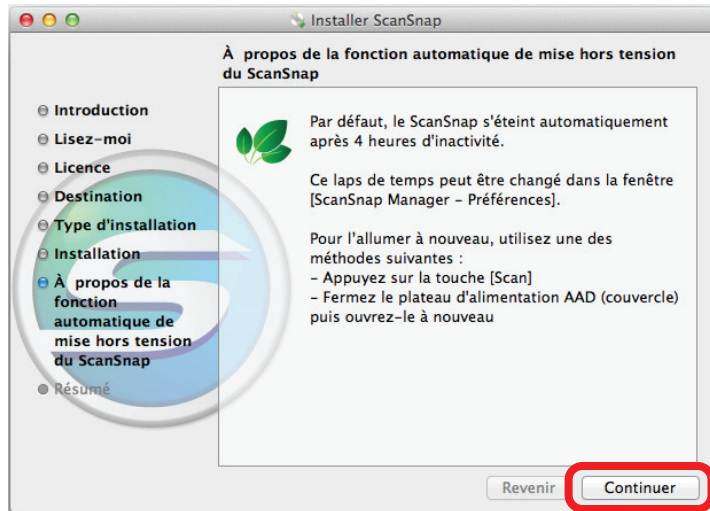 Installer ScanSnap
À propos de la fonction automatique de mise hors tension
du ScanSnap
Introduction
Lisez-moi
Licence
Destination
Type d'installation
Installation
À propos de la
fonction
automatique de
mise hors tension
du ScanSnap
Résumé
Par défaut, le ScanSnap s'éteint automatiquement
après 4 heures d'inactivité.
Ce laps de temps peut être changé dans la fenêtre
[ScanSnap Manager – Préférences].
Pour l'allumer à nouveau, utilisez une des
méthodes suivantes :
– Appuyez sur la touche [Scan]
– Fermez le plateau d'alimentation AAD (couvercle)
puis ouvrez-le à nouveau
Revenir
Continuer